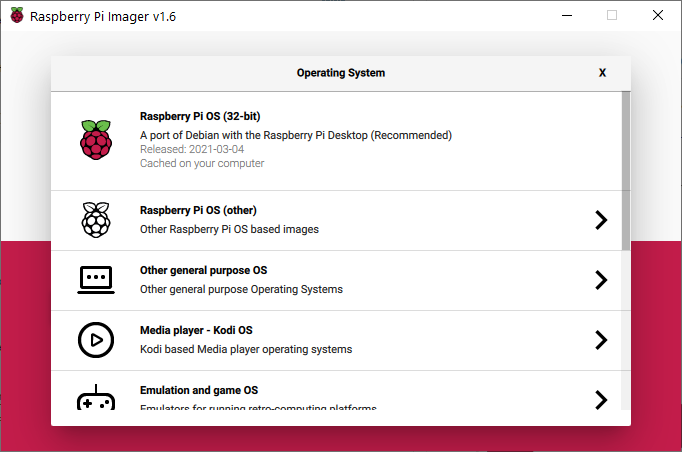 Raspberry Pi Imager v1.6
Operating System
X
Raspberry Pi OS (32-bit)
A port of Debian with the Raspberry Pi Desktop (Recommended)
Released: 2021-03-04
Cached on your computer
Raspberry Pi OS (other)
Other Raspberry Pi OS based images
Other general purpose OS
Other general purpose Operating Systems
Media player - Kodi OS
Kodi based Media player operating systems
Emulation and game OS
Emulators for running retro-computing platforms